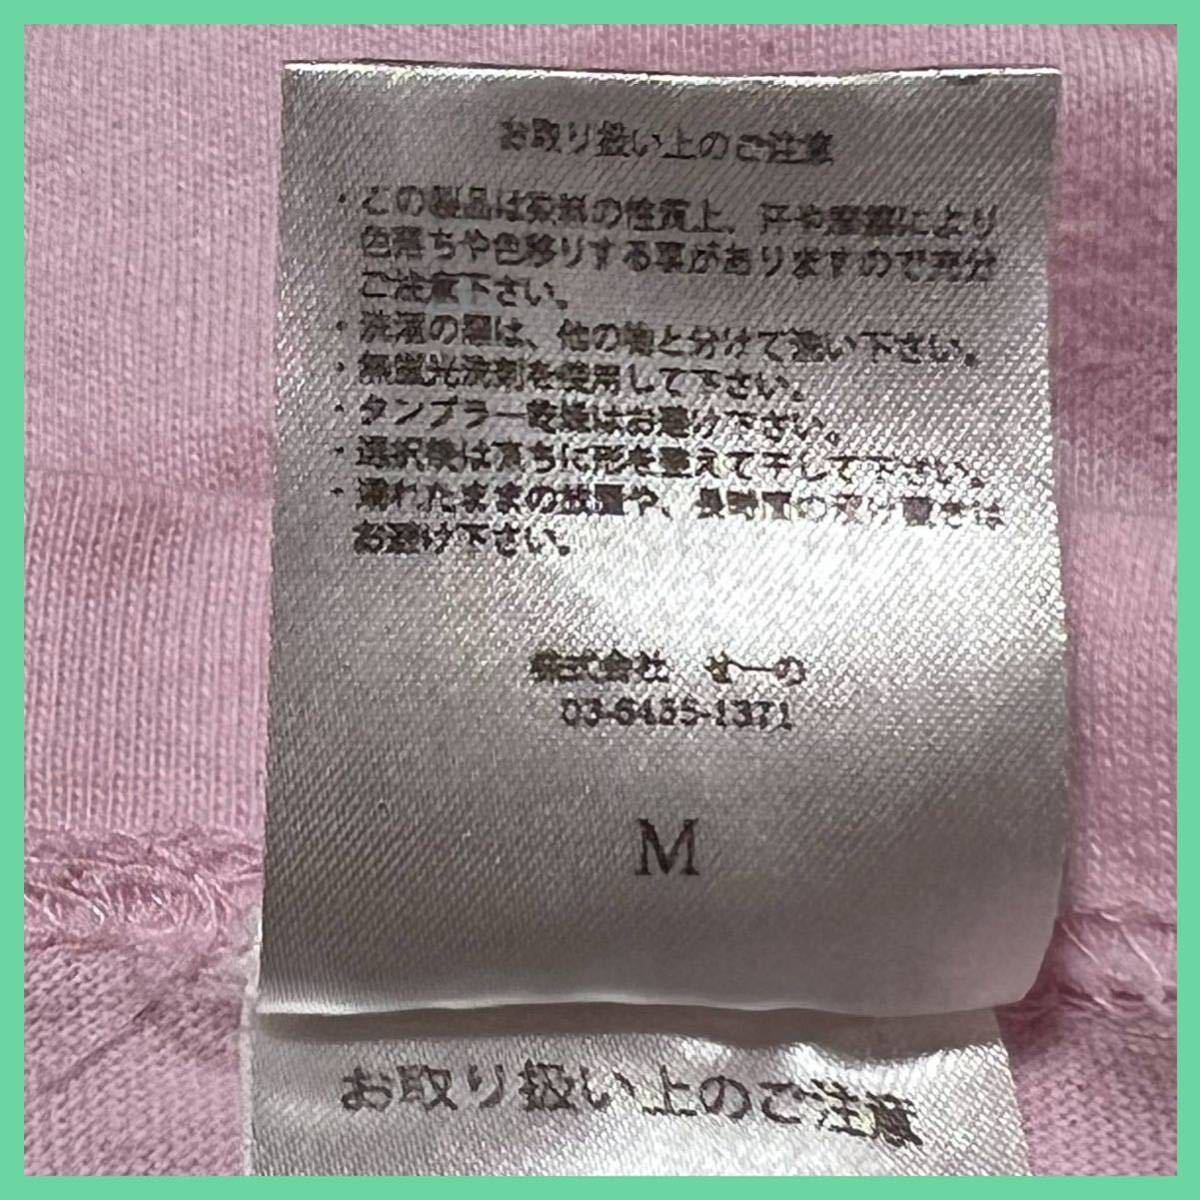 お取り扱い上のご注意
・この製品は染料の性質上、汗や摩擦により
色落ちや色移りする事がありますので充分
ご注意下さい。
・洗濯の際は、他の物と分けて洗い下さい。
・無蛍光洗剤を使用して下さい。
・タンブラー乾燥はお避け下さい。
・選択後は直ちに形を整えて干して下さい。
・濡れたままの放置や、長時間のつけ置きは
お避け下さい。
株式会社 せーの
03-6455-1371
M
お取り扱い上のご注意